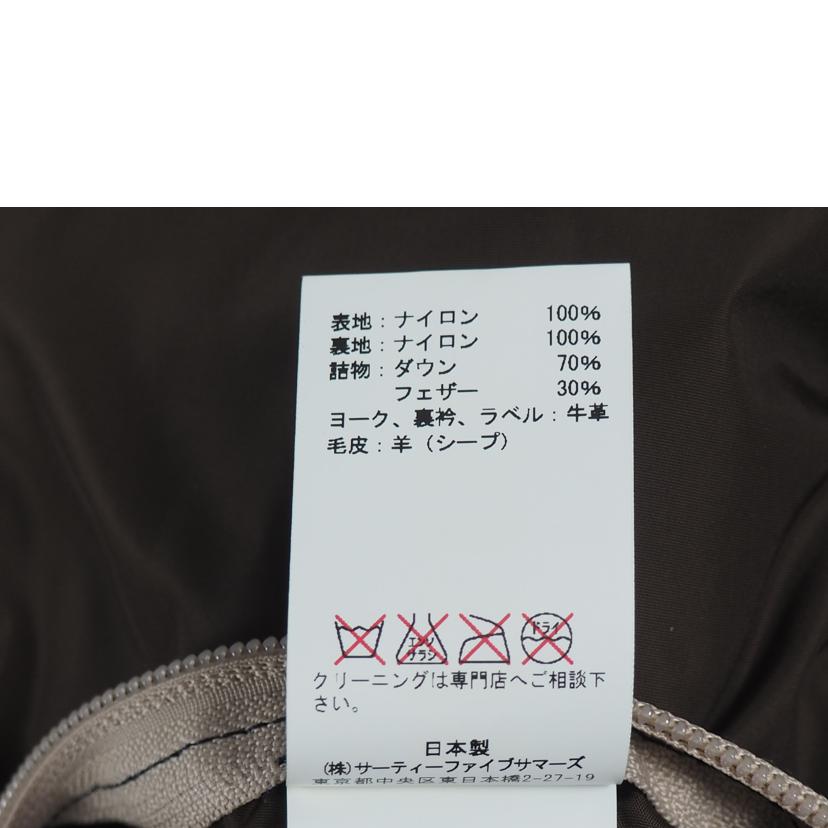 表地：ナイロン 100%
裏地：ナイロン 100%
詰物：ダウン 70%
フェザー 30%
ヨーク、裏衿、ラベル：牛革
毛皮：羊（シープ）
エンソ
サラシ
ドライ
クリーニングは専門店へご相談下
さい。
日本製
（株）サーティーファイブサマーズ
東京都中央区東日本橋2-27-19